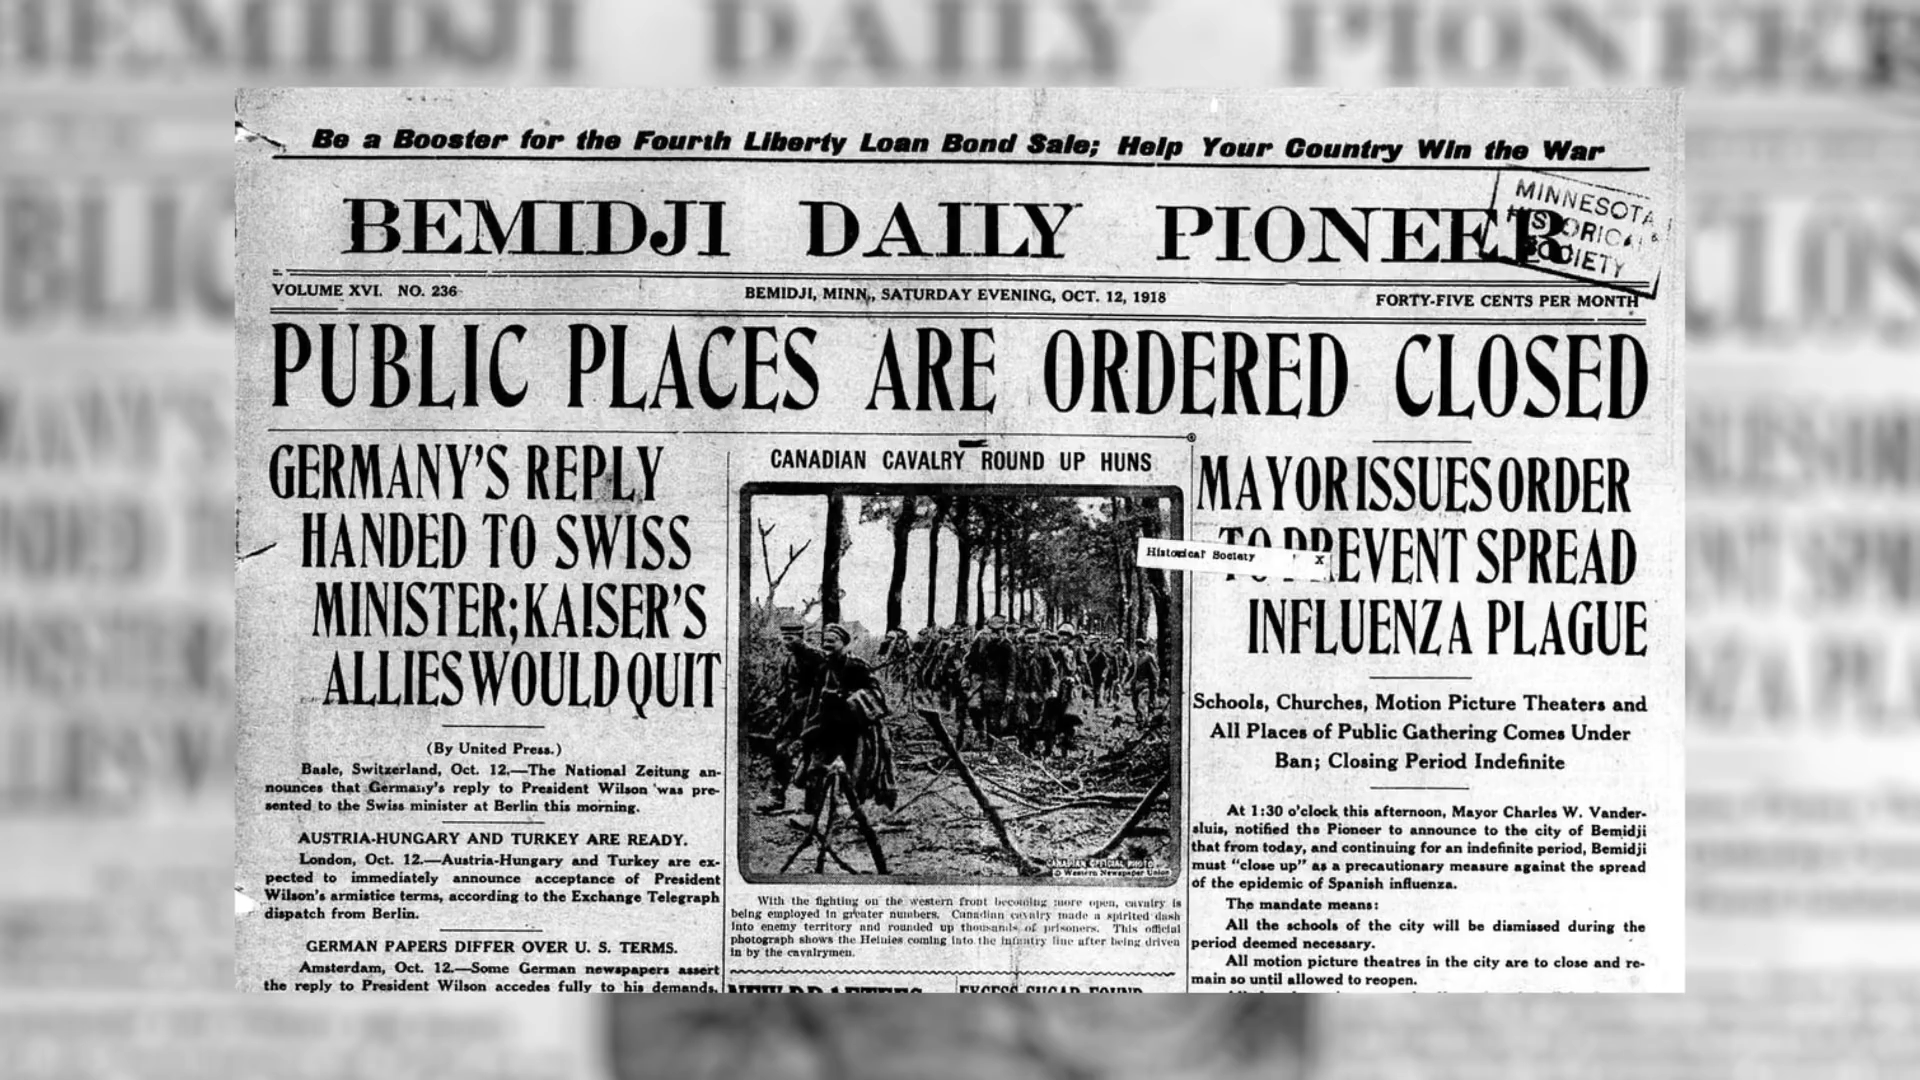 Be a Booster for the Fourth Liberty Loan Bond Sale; Help Your Country Win the War
BEMIDJI DAILY PIONEER
MINNESOTA
HISTORICAL
SOCIETY
VOLUME XVI. NO. 236
BEMIDJI, MINN., SATURDAY EVENING, OCT. 12, 1918
FORTY-FIVE CENTS PER MONTH
PUBLIC PLACES ARE ORDERED CLOSED
GERMANY'S REPLY
HANDED TO SWISS
MINISTER; KAISER'S
ALLIES WOULD QUIT
(By United Press.)
Basle, Switzerland, Oct. 12.—The National Zeitung an-
nounces that Germany's reply to President Wilson was pre-
sented to the Swiss minister at Berlin this morning.
AUSTRIA-HUNGARY AND TURKEY ARE READY.
London, Oct. 12.—Austria-Hungary and Turkey are ex-
pected to immediately announce acceptance of President
Wilson's armistice terms, according to the Exchange Telegraph
dispatch from Berlin.
GERMAN PAPERS DIFFER OVER U. S. TERMS.
Amsterdam, Oct. 12.—Some German newspapers assert
the reply to President Wilson accedes fully to his demands,
CANADIAN CAVALRY ROUND UP HUNS
CANADIAN OFFICIAL PHOTO
© Western Newspaper Union
With the fighting on the western front becoming more open, cavalry is
being employed in greater numbers. Canadian cavalry made a spirited dash
into enemy territory and rounded up thousands of prisoners. This official
photograph shows the Heinies coming into the infantry line after being driven
in by the cavalrymen.
NEW DRAFTEES
EXCESS SUGAR FOUND
MAYOR ISSUES ORDER
TO PREVENT SPREAD
INFLUENZA PLAGUE
Historical Society X
Schools, Churches, Motion Picture Theaters and
All Places of Public Gathering Comes Under
Ban; Closing Period Indefinite
At 1:30 o'clock this afternoon, Mayor Charles W. Vander-
sluis, notified the Pioneer to announce to the city of Bemidji
that from today, and continuing for an indefinite period, Bemidji
must "close up" as a precautionary measure against the spread
of the epidemic of Spanish influenza.
The mandate means:
All the schools of the city will be dismissed during the
period deemed necessary.
All motion picture theatres in the city are to close and re-
main so until allowed to reopen.